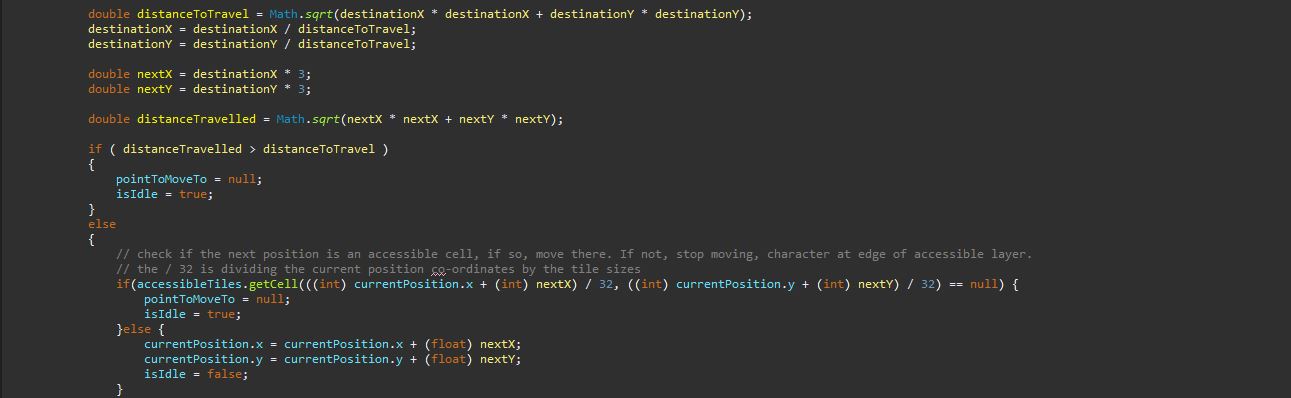 double distanceToTravel = Math.sqrt(destinationX * destinationX + destinationY * destinationY);
destinationX = destinationX / distanceToTravel;
destinationY = destinationY / distanceToTravel;
double nextX = destinationX * 3;
double nextY = destinationY * 3;
double distanceTravelled = Math.sqrt(nextX * nextX + nextY * nextY);
if ( distanceTravelled > distanceToTravel )
{
pointToMoveTo = null;
isIdle = true;
}
else
{
// check if the next position is an accessible cell, if so, move there. If not, stop moving, character at edge of accessible layer.
// the / 32 is dividing the current position co-ordinates by the tile sizes
if(accessibleTiles.getCell(((int) currentPosition.x + (int) nextX) / 32, ((int) currentPosition.y + (int) nextY) / 32) == null) {
pointToMoveTo = null;
isIdle = true;
}else {
currentPosition.x = currentPosition.x + (float) nextX;
currentPosition.y = currentPosition.y + (float) nextY;
isIdle = false;
}